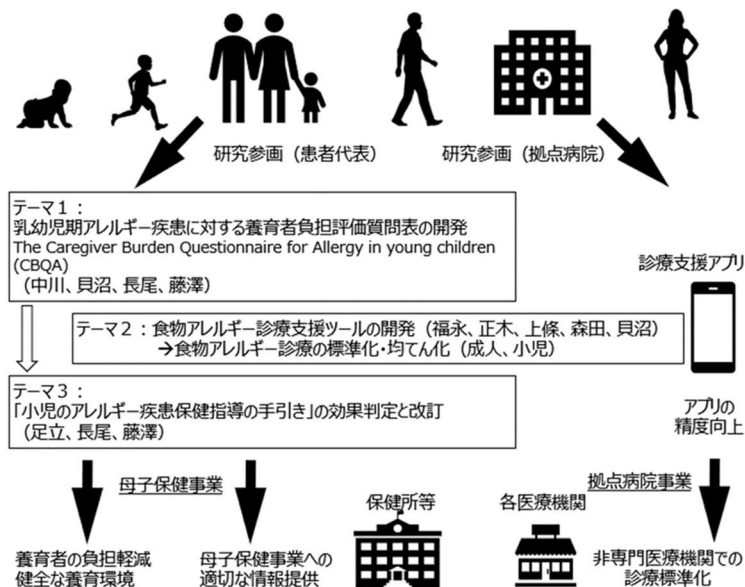 研究参画（患者代表）
研究参画（拠点病院）
テーマ１：
乳幼児期アレルギー疾患に対する養育者負担評価質問表の開発
The Caregiver Burden Questionnaire for Allergy in young children
(CBQA)
（中川、貝沼、長尾、藤澤）
診療支援アプリ
テーマ２：食物アレルギー診療支援ツールの開発（福永、正木、上條、森田、貝沼）
→食物アレルギー診療の標準化・均てん化（成人、小児）
テーマ３：
「小児のアレルギー疾患保健指導の手引き」の効果判定と改訂
（足立、長尾、藤澤）
アプリの
精度向上
母子保健事業
保健所等
各医療機関
拠点病院事業
養育者の負担軽減
健全な養育環境
母子保健事業への
適切な情報提供
非専門医療機関での
診療標準化